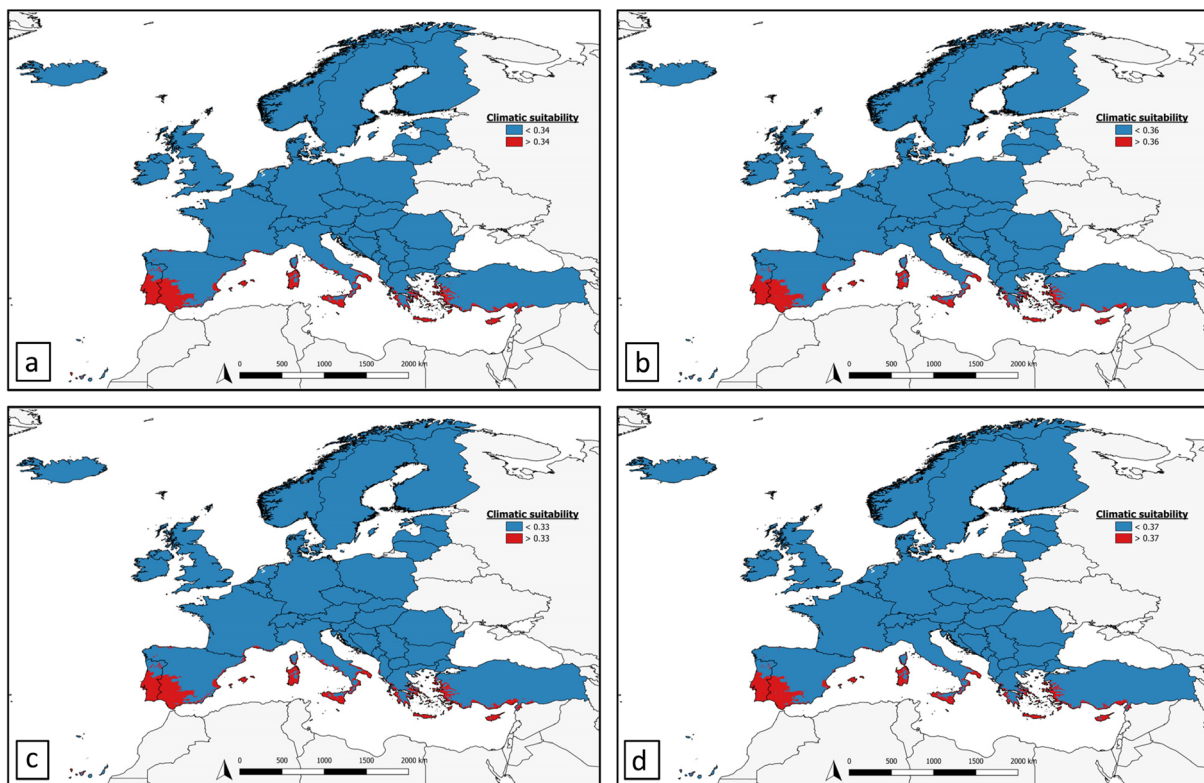 Climatic suitability
< 0.34
> 0.34
a
0 500 1000 1500 2000 km
Climatic suitability
< 0.36
> 0.36
b
0 500 1000 1500 2000 km
Climatic suitability
< 0.33
> 0.33
c
0 500 1000 1500 2000 km
Climatic suitability
< 0.37
> 0.37
d
0 500 1000 1500 2000 km